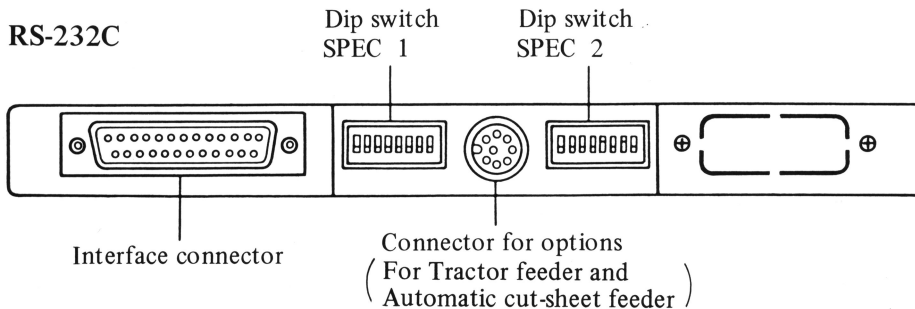 RS-232C
Dip switch
SPEC 1
Dip switch
SPEC 2
Interface connector
Connector for options
( For Tractor feeder and
Automatic cut-sheet feeder )